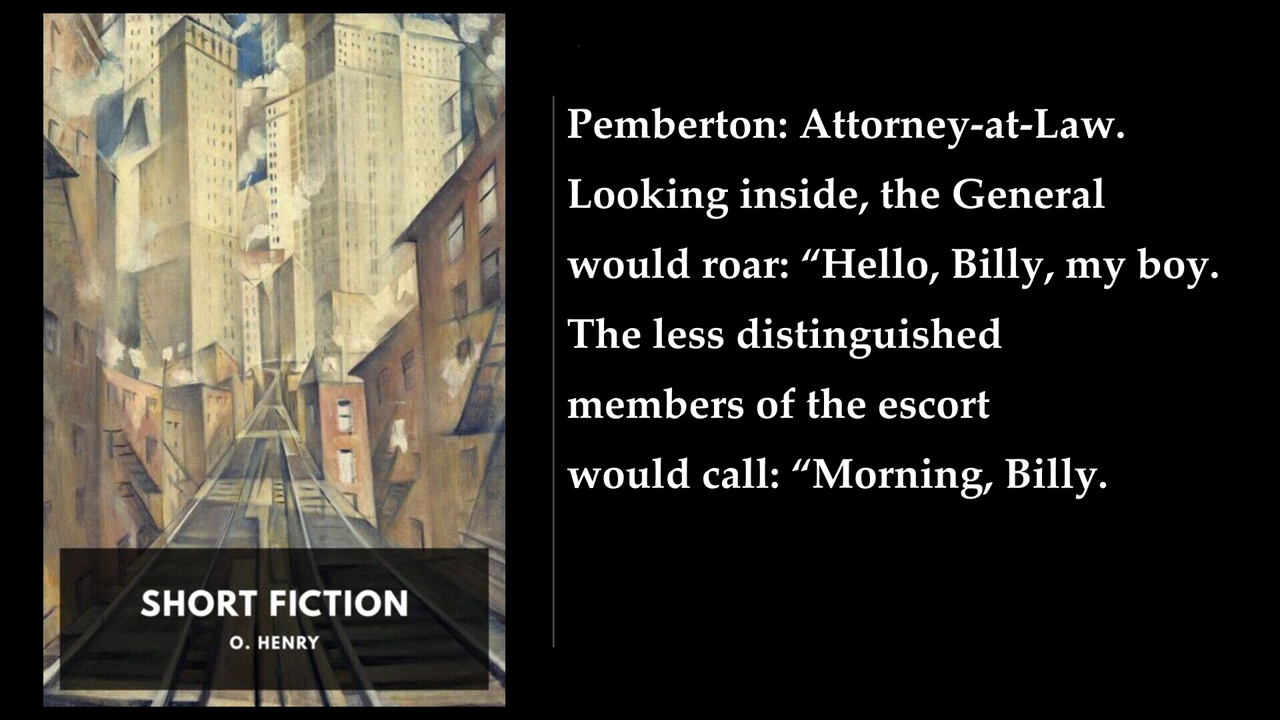 SHORT FICTION
O. HENRY
Pemberton: Attorney-at-Law.
Looking inside, the General
would roar: “Hello, Billy, my boy.
The less distinguished
members of the escort
would call: “Morning, Billy.